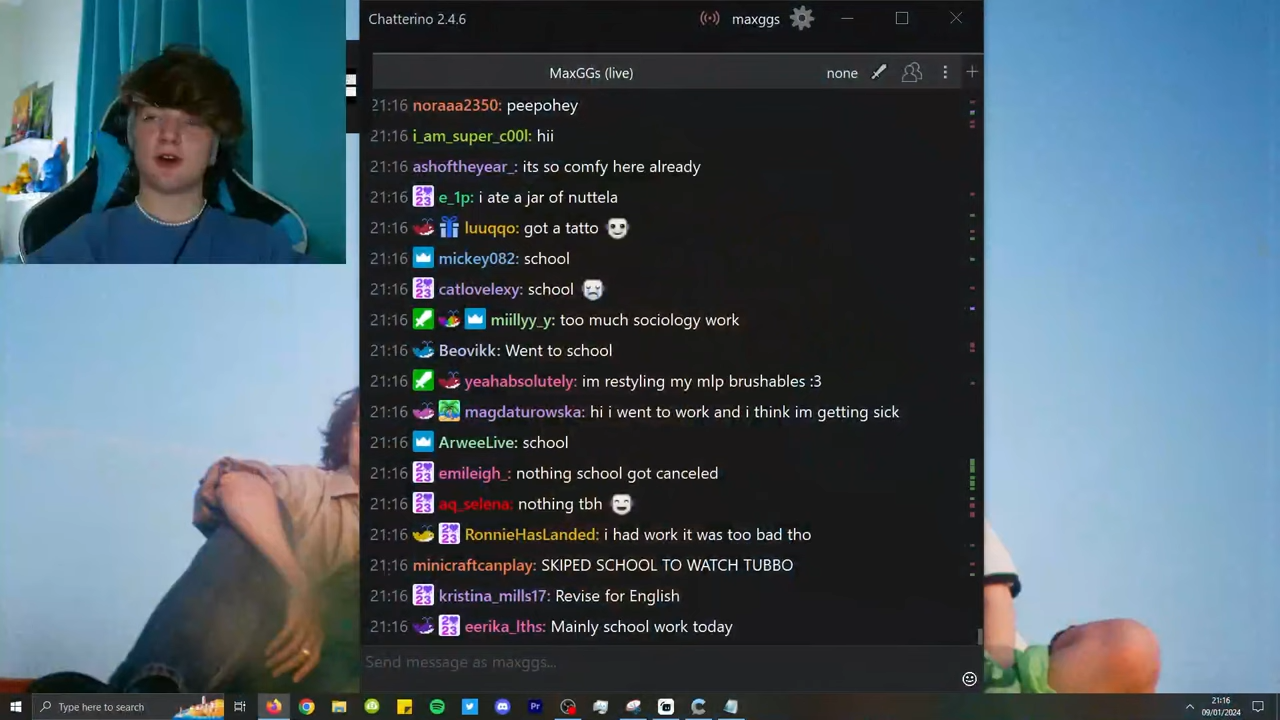 Chatterino 2.4.6
maxggs
MaxGGs (live)
none
21:16 noraaa2350: peepohey
21:16 i_am_super_c00l: hii
21:16 ashoftheyear_: its so comfy here already
21:16 e_1p: i ate a jar of nuttela
21:16 luuqqo: got a tatto
21:16 mickey082: school
21:16 catlovelexy: school
21:16 miillyy_y: too much sociology work
21:16 Beovikk: Went to school
21:16 yeahabsolutely: im restyling my mlp brushables :3
21:16 magdaturowska: hi i went to work and i think im getting sick
21:16 ArweeLive: school
21:16 emileigh_: nothing school got canceled
21:16 aq_selena: nothing tbh
21:16 RonnieHasLanded: i had work it was too bad tho
21:16 minicraftcanplay: SKIPED SCHOOL TO WATCH TUBBO
21:16 kristina_mills17: Revise for English
21:16 eerika_lths: Mainly school work today
Send message as maxggs...
Type here to search
21:16
09/01/2024